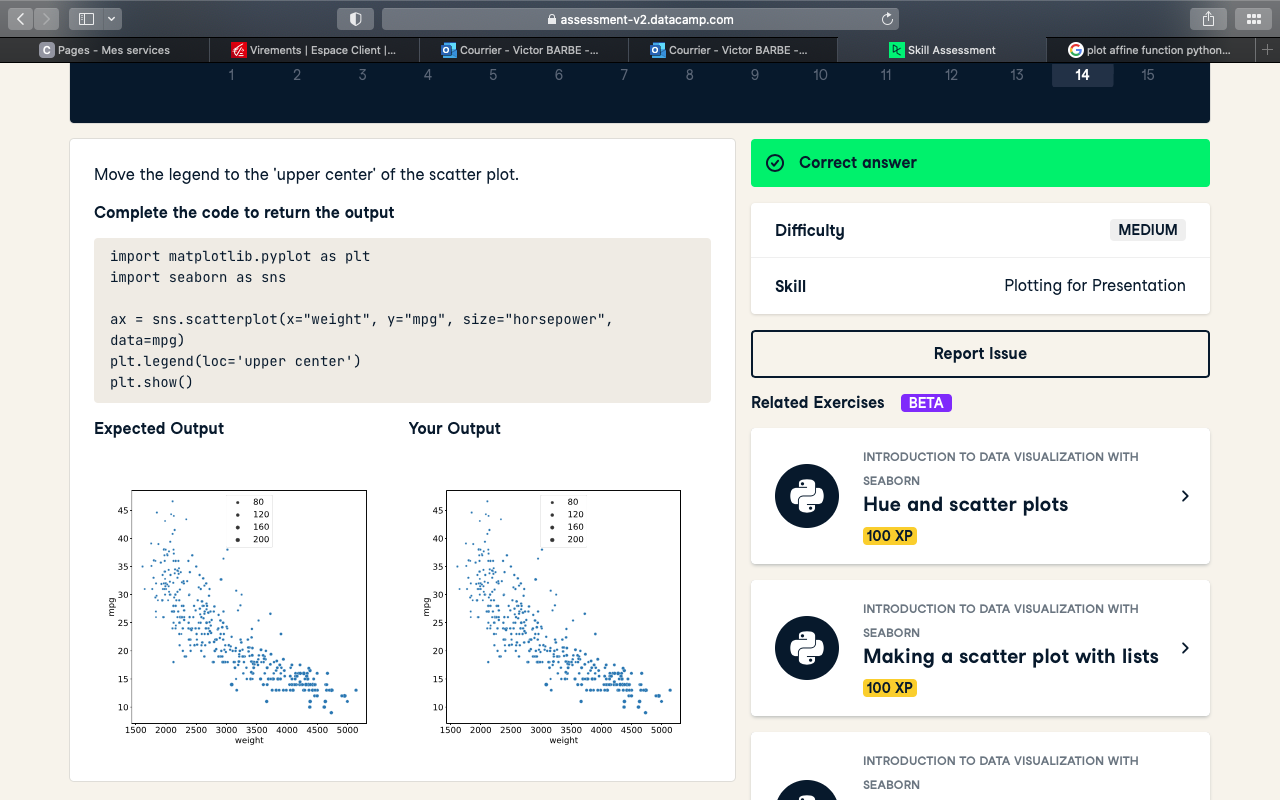 assessment-v2.datacamp.com
C Pages - Mes services
Virements | Espace Client |...
Courrier - Victor BARBE -...
Courrier - Victor BARBE -...
Skill Assessment
plot affine function python...
1 2 3 4 5 6 7 8 9 10 11 12 13 14 15
Move the legend to the 'upper center' of the scatter plot.
Complete the code to return the output
import matplotlib.pyplot as plt
import seaborn as sns
ax = sns.scatterplot(x="weight", y="mpg", size="horsepower",
data=mpg)
plt.legend(loc='upper center')
plt.show()
Expected Output
Your Output
80
120
160
200
45
40
35
30
25
20
15
10
mpg
1500 2000 2500 3000 3500 4000 4500 5000
weight
80
120
160
200
45
40
35
30
25
20
15
10
mpg
1500 2000 2500 3000 3500 4000 4500 5000
weight
Correct answer
Difficulty MEDIUM
Skill Plotting for Presentation
Report Issue
Related Exercises BETA
INTRODUCTION TO DATA VISUALIZATION WITH
SEABORN
Hue and scatter plots
100 XP
INTRODUCTION TO DATA VISUALIZATION WITH
SEABORN
Making a scatter plot with lists
100 XP
INTRODUCTION TO DATA VISUALIZATION WITH
SEABORN